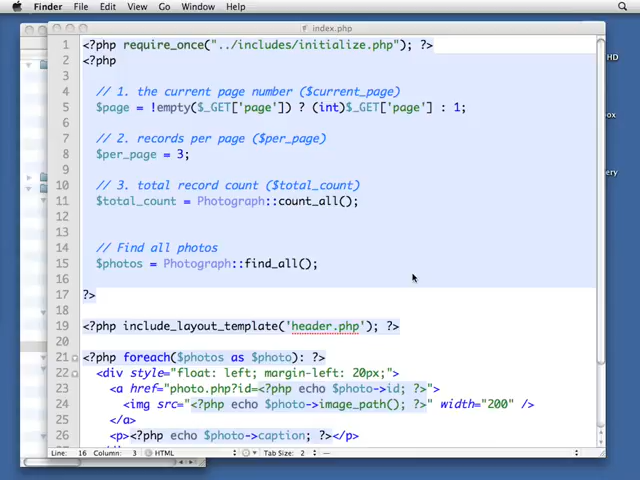 Finder File Edit View Go Window Help
index.php
HD
1 <?php require_once("../includes/initialize.php"); ?>
2 <?php
3
4 // 1. the current page number ($current_page)
5 $page = !empty($_GET['page']) ? (int)$_GET['page'] : 1;
6
7 // 2. records per page ($per_page)
8 $per_page = 3;
9
10 // 3. total record count ($total_count)
11 $total_count = Photograph::count_all();
12
13
14 // Find all photos
15 $photos = Photograph::find_all();
16
17 ?>
18
19 <?php include_layout_template('header.php'); ?>
20
21 <?php foreach($photos as $photo): ?>
22 <div style="float: left; margin-left: 20px;">
23 <a href="photo.php?id=<?php echo $photo->id; ?>">
24 <img src="<?php echo $photo->image_path(); ?>" width="200" />
25 </a>
26 <p><?php echo $photo->caption; ?></p>
Line: 16 Column: 3 HTML Tab Size: 2 —